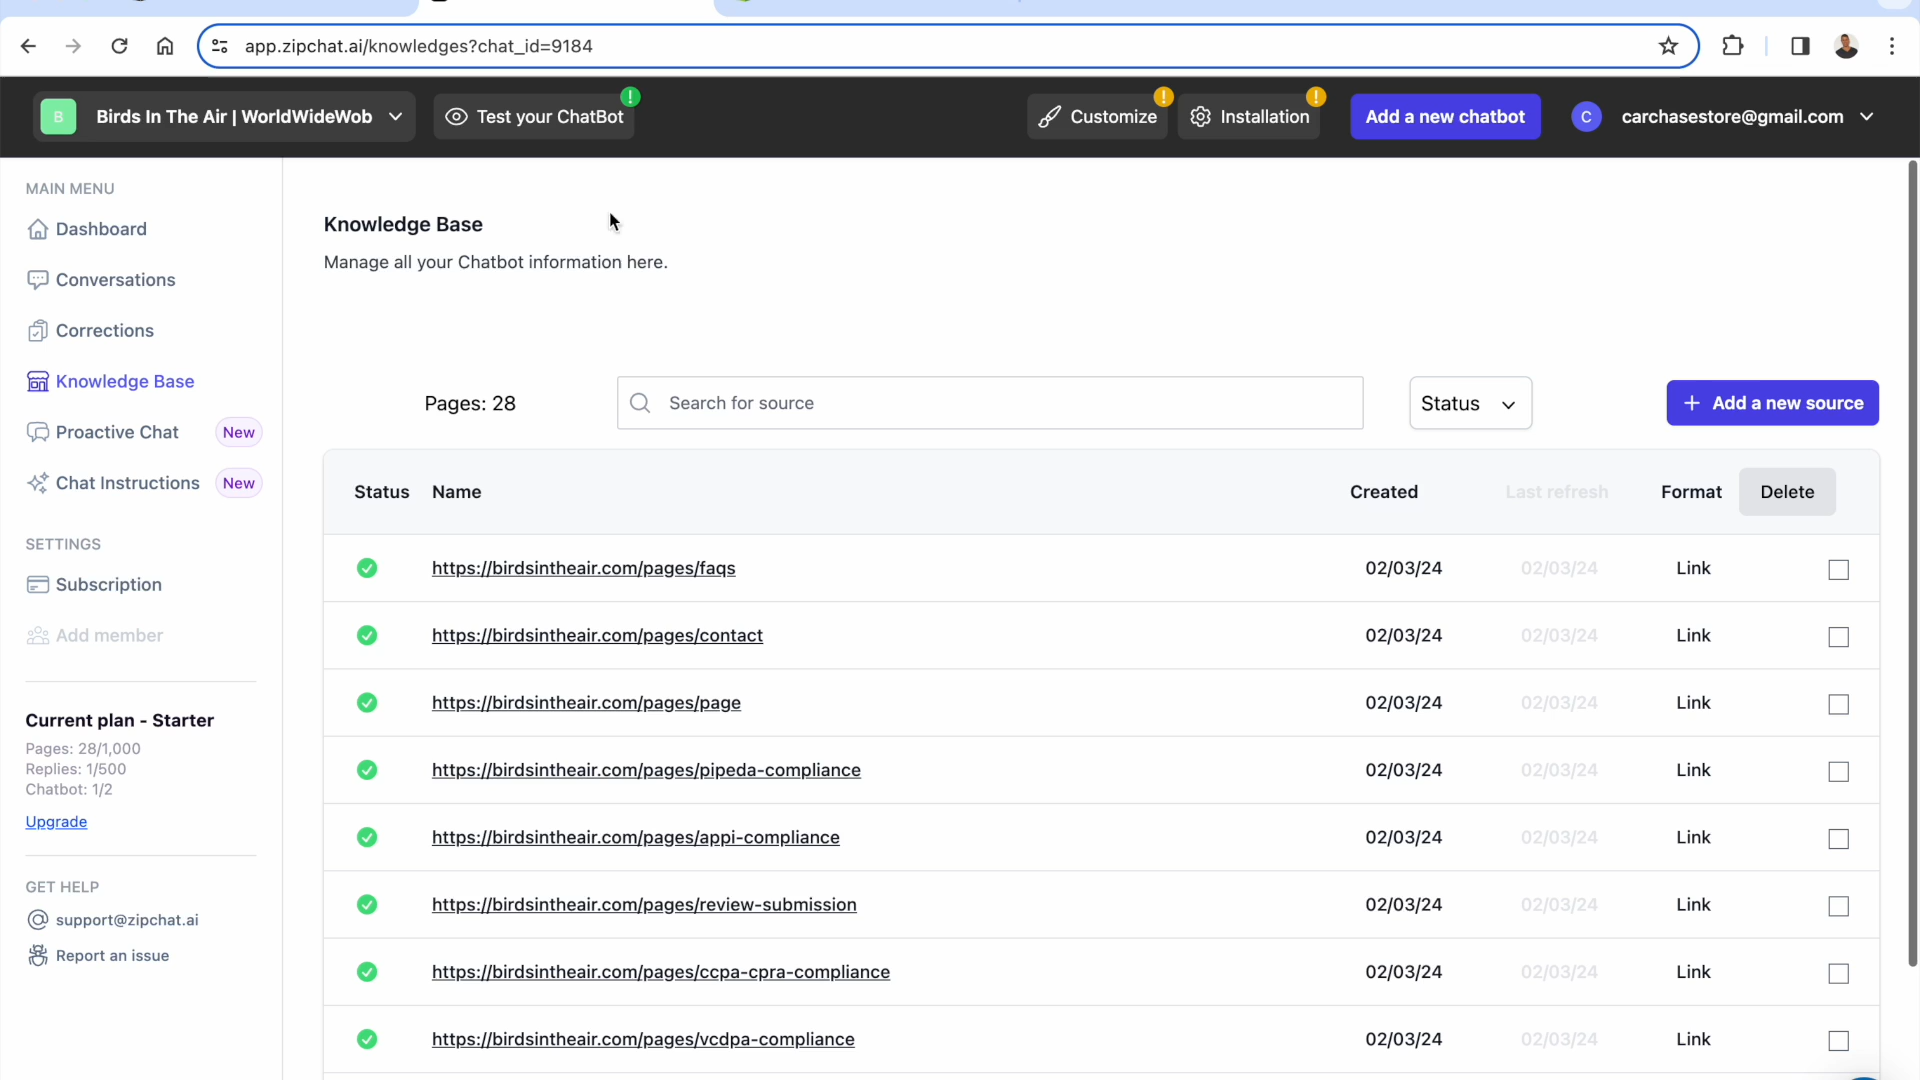 app.zipchat.ai/knowledges?chat_id=9184
B Birds In The Air | WorldWideWob
Test your ChatBot !
Customize !
Installation !
Add a new chatbot
C carchasestore@gmail.com
MAIN MENU
Dashboard
Conversations
Corrections
Knowledge Base
Proactive Chat New
Chat Instructions New
SETTINGS
Subscription
Add member
Current plan - Starter
Pages: 28/1,000
Replies: 1/500
Chatbot: 1/2
Upgrade
GET HELP
support@zipchat.ai
Report an issue
Knowledge Base
Manage all your Chatbot information here.
Pages: 28 Search for source Status + Add a new source
Status Name Created Last refresh Format Delete
https://birdsintheair.com/pages/faqs 02/03/24 02/03/24 Link
https://birdsintheair.com/pages/contact 02/03/24 02/03/24 Link
https://birdsintheair.com/pages/page 02/03/24 02/03/24 Link
https://birdsintheair.com/pages/pipeda-compliance 02/03/24 02/03/24 Link
https://birdsintheair.com/pages/appi-compliance 02/03/24 02/03/24 Link
https://birdsintheair.com/pages/review-submission 02/03/24 02/03/24 Link
https://birdsintheair.com/pages/ccpa-cpra-compliance 02/03/24 02/03/24 Link
https://birdsintheair.com/pages/vcdpa-compliance 02/03/24 02/03/24 Link